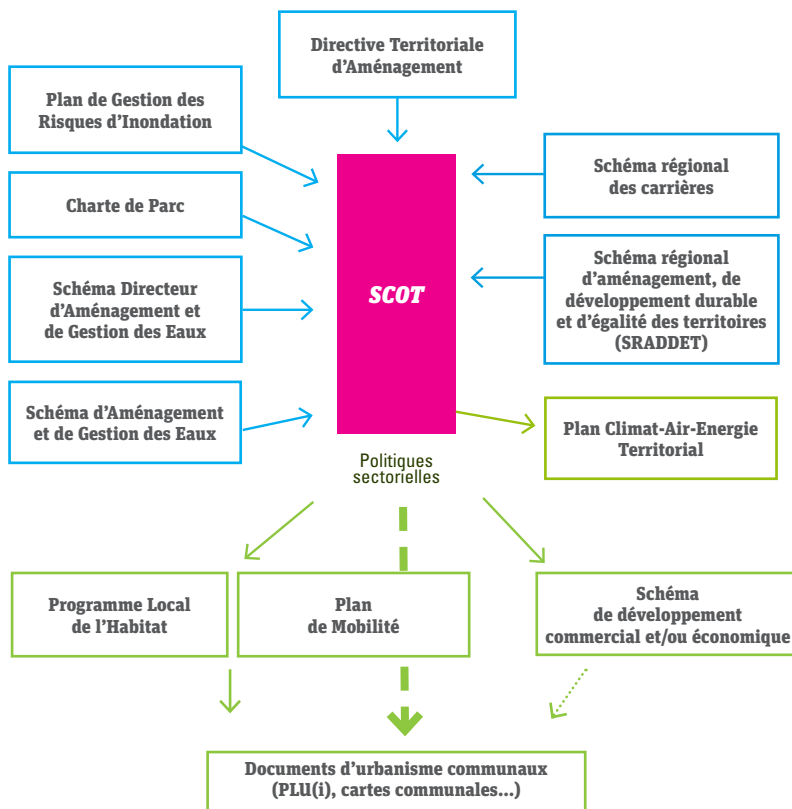 Directive Territoriale
d'Aménagement
Plan de Gestion des
Risques d'Inondation
Schéma régional
des carrières
Charte de Parc
SCOT
Schéma Directeur
d'Aménagement et
de Gestion des Eaux
Schéma régional
d'aménagement, de
développement durable
et d'égalité des territoires
(SRADDET)
Schéma d'Aménagement
et de Gestion des Eaux
Plan Climat-Air-Energie
Territorial
Politiques
sectorielles
Programme Local
de l'Habitat
Plan
de Mobilité
Schéma
de développement
commercial et/ou économique
Documents d'urbanisme communaux
(PLU(i), cartes communales...)